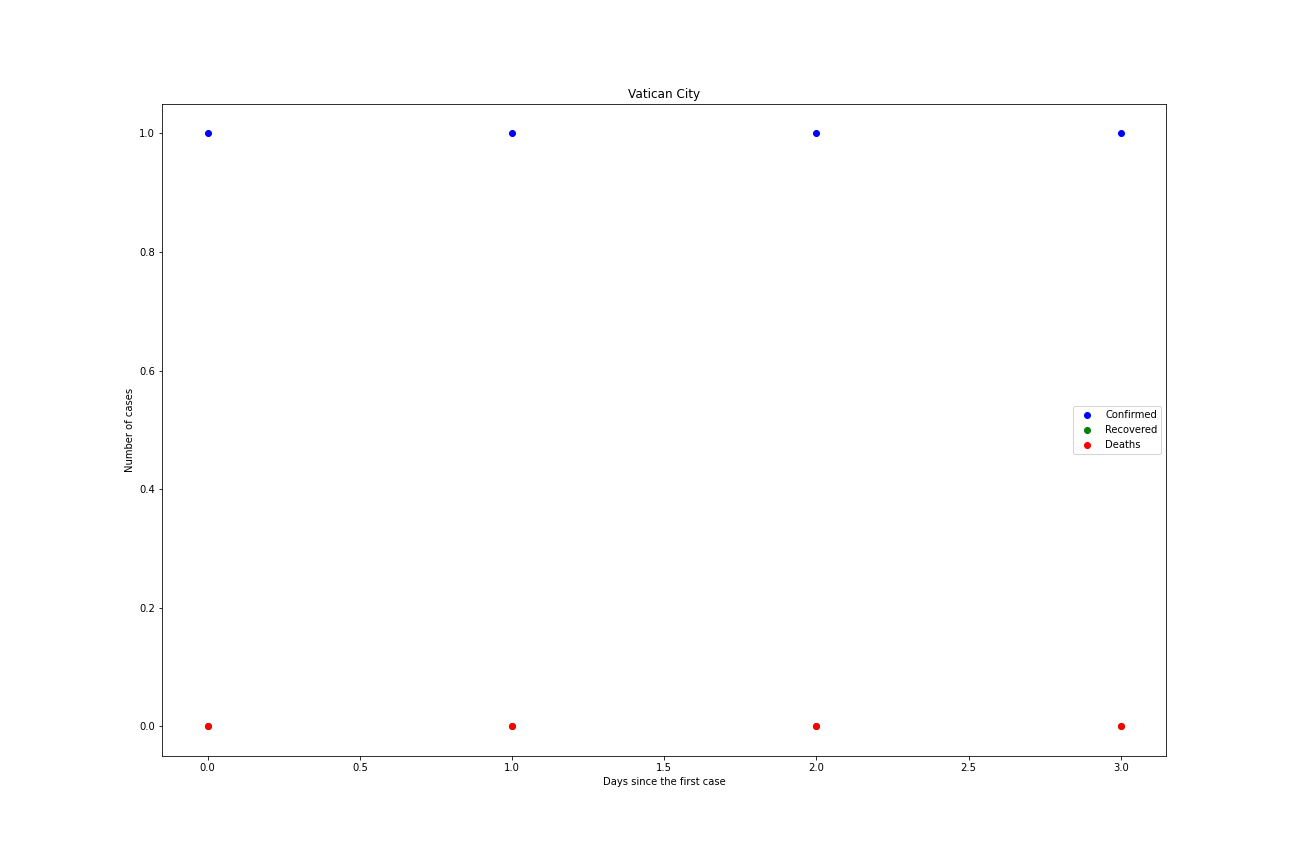 Vatican City
1.0
0.8
0.6
0.4
0.2
0.0
Number of cases
Confirmed
Recovered
Deaths
0.0 0.5 1.0 1.5 2.0 2.5 3.0
Days since the first case